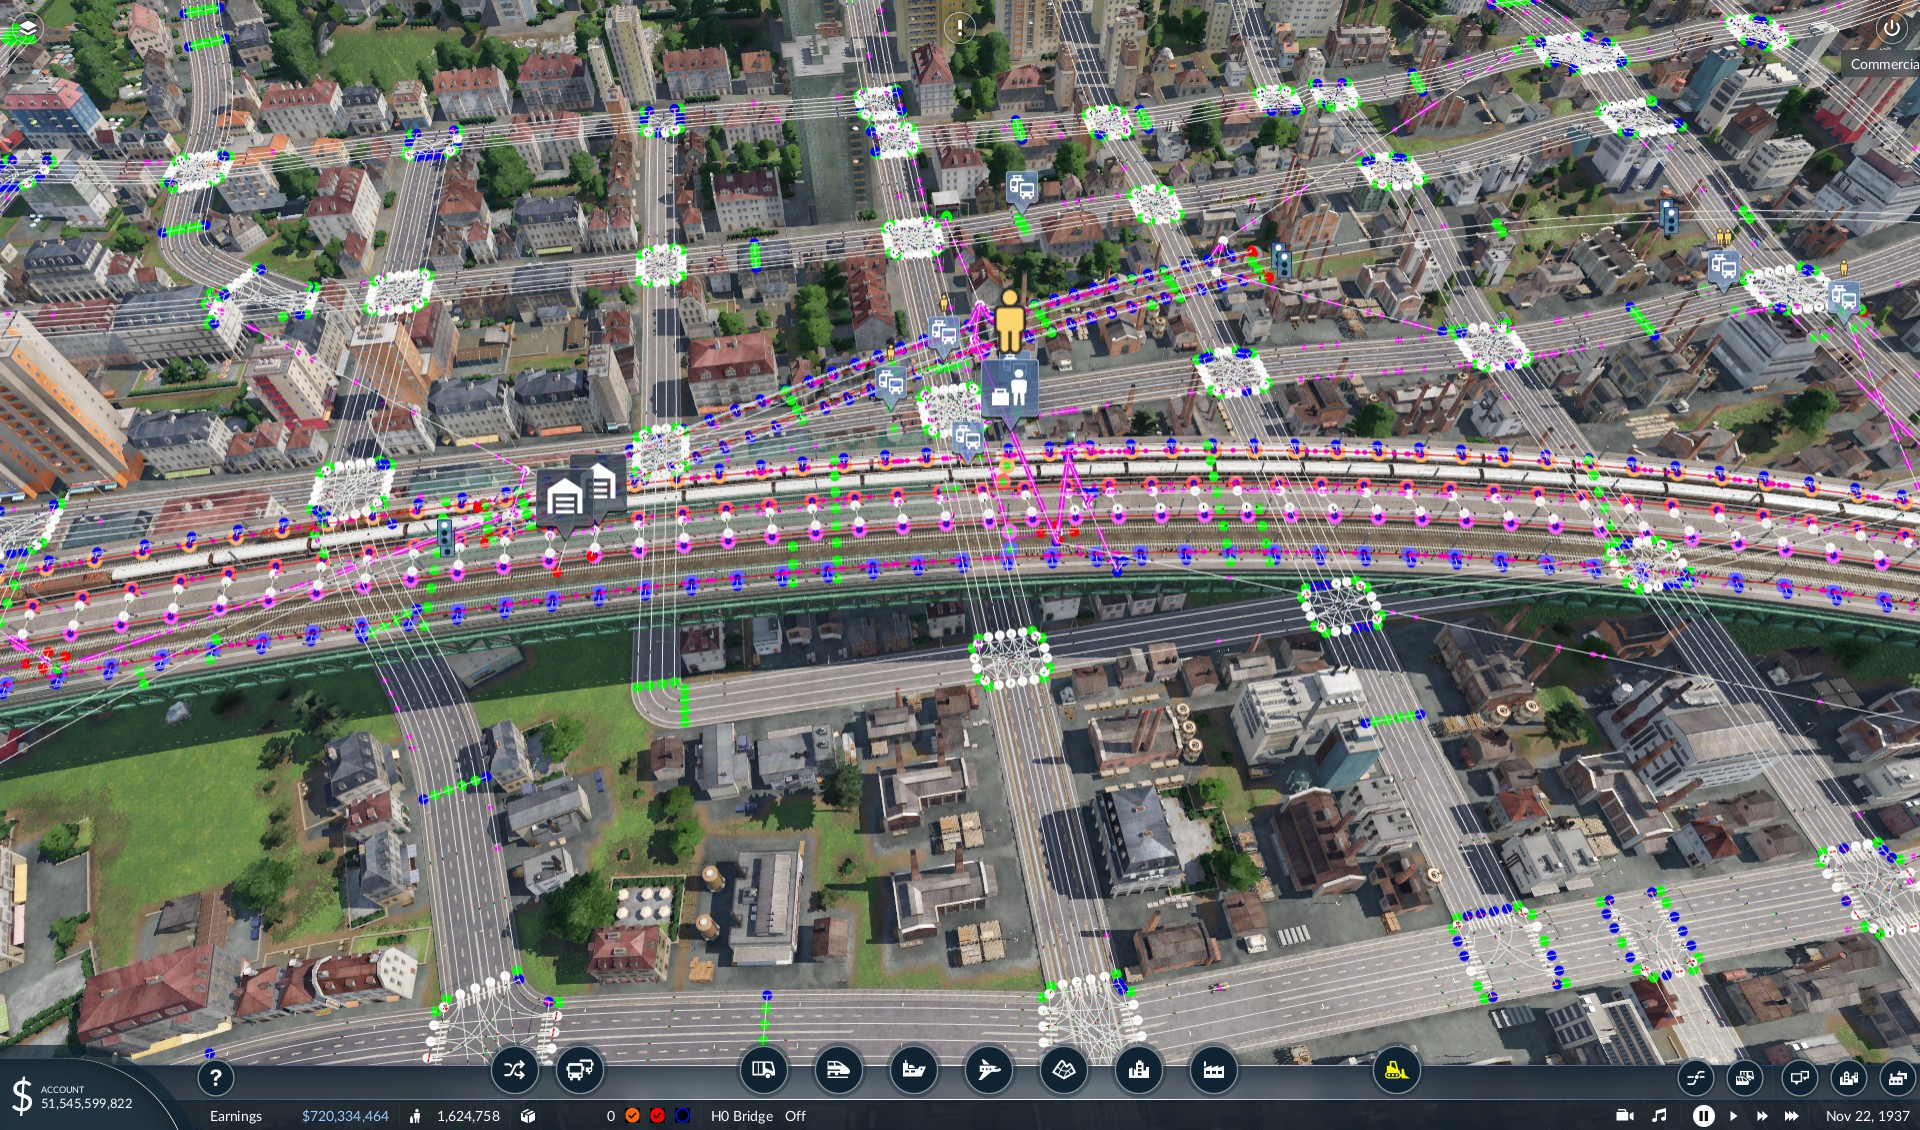 !
Commercia
$ ACCOUNT
51,545,599,822
?
Earnings $720,334,464 1,624,758 0 H0 Bridge Off
Nov 22, 1937